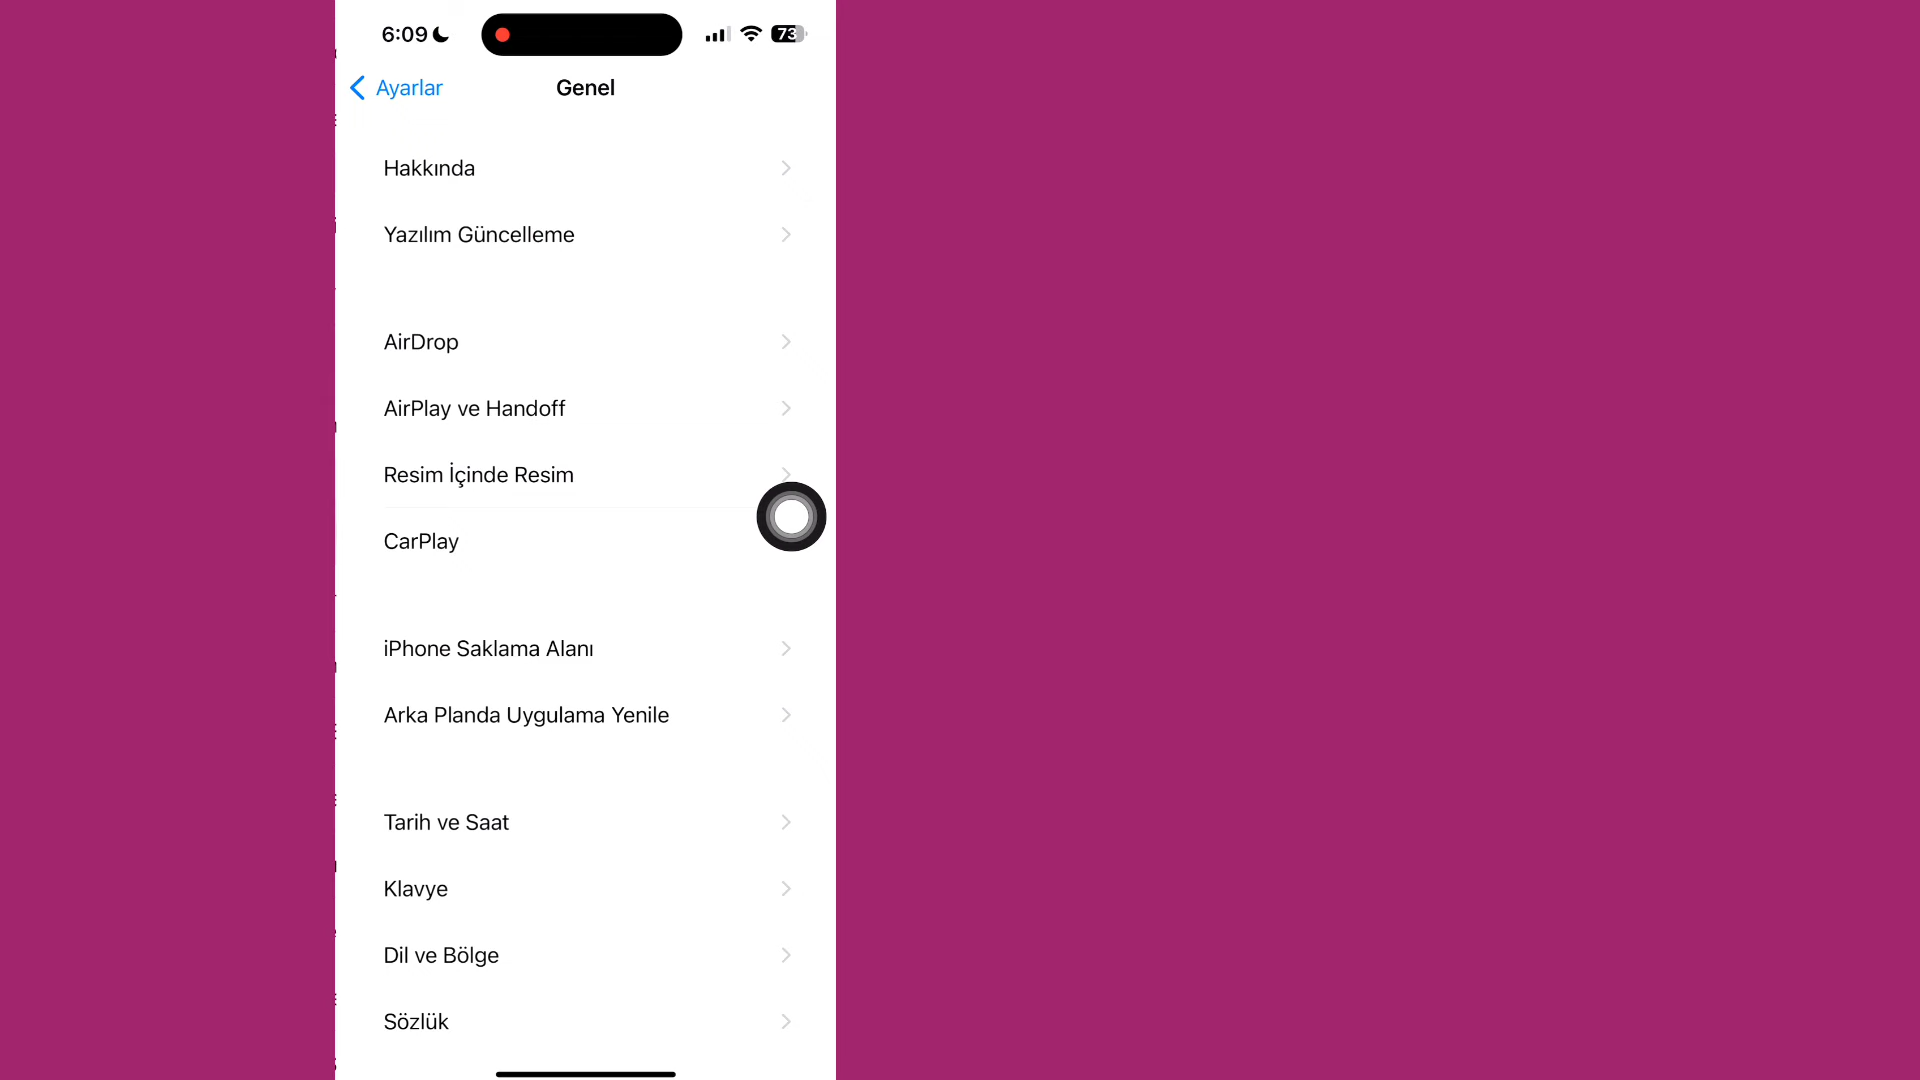 6:09
73
Ayarlar
Genel
Hakkında
Yazılım Güncelleme
AirDrop
AirPlay ve Handoff
Resim İçinde Resim
CarPlay
iPhone Saklama Alanı
Arka Planda Uygulama Yenile
Tarih ve Saat
Klavye
Dil ve Bölge
Sözlük